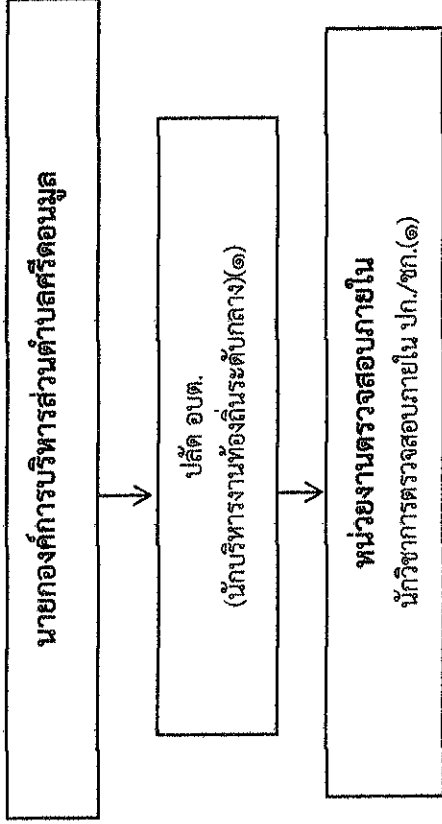 นายกองค์การบริหารส่วนตำบลศรีดอนมูล
ปลัด อบต.
(นักบริหารงานท้องถิ่นระดับกลาง)(๑)
หน่วยงานตรวจสอบภายใน
นักวิชาการตรวจสอบภายใน ปก./ชก.(๑)